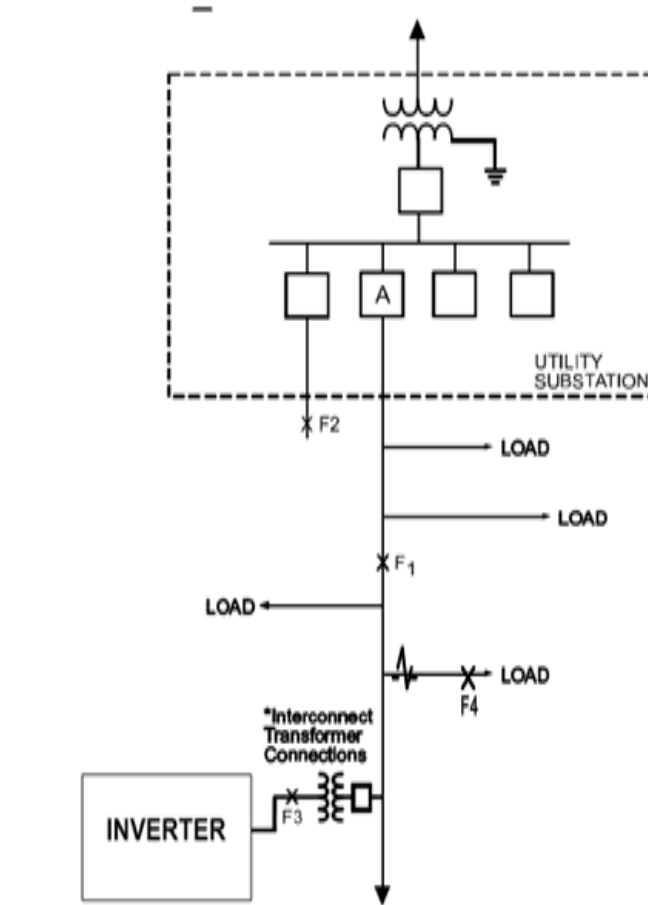 A
UTILITY
SUBSTATION
F2
LOAD
LOAD
F1
LOAD
LOAD
F4
*Interconnect
Transformer
Connections
F3
INVERTER